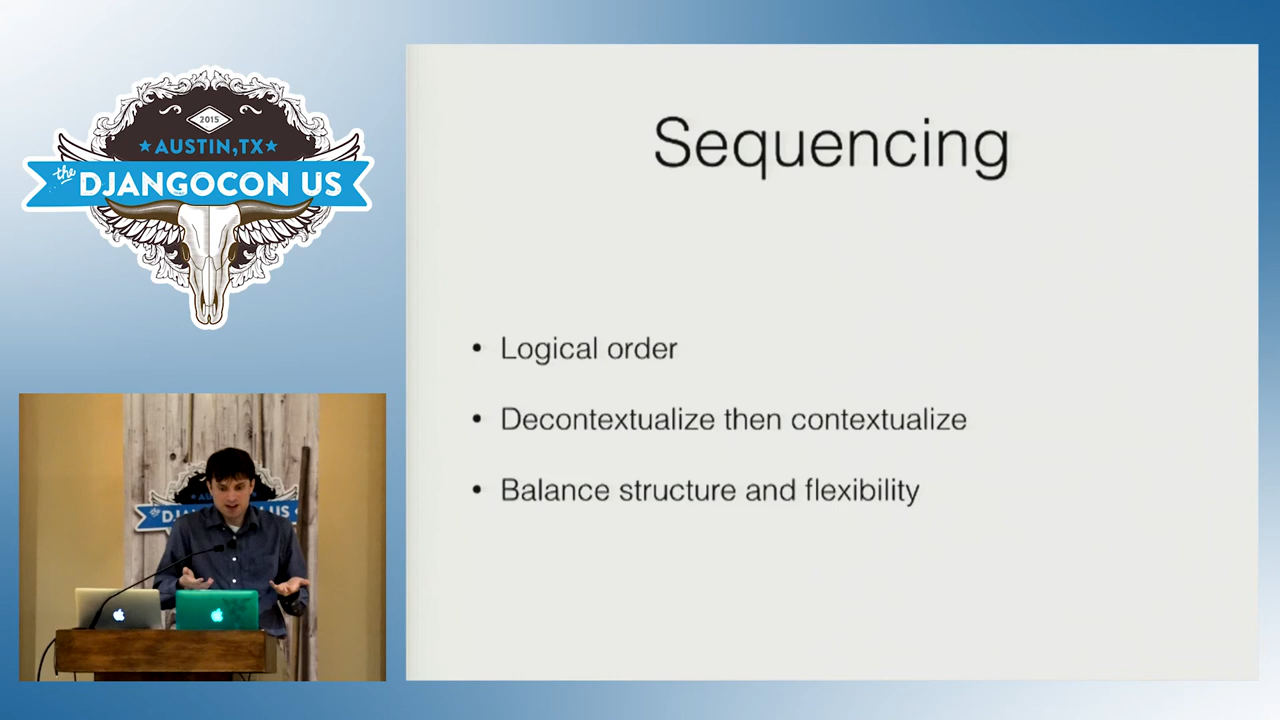 2015
AUSTIN, TX
the
DJANGOCON US
Sequencing
• Logical order
• Decontextualize then contextualize
• Balance structure and flexibility